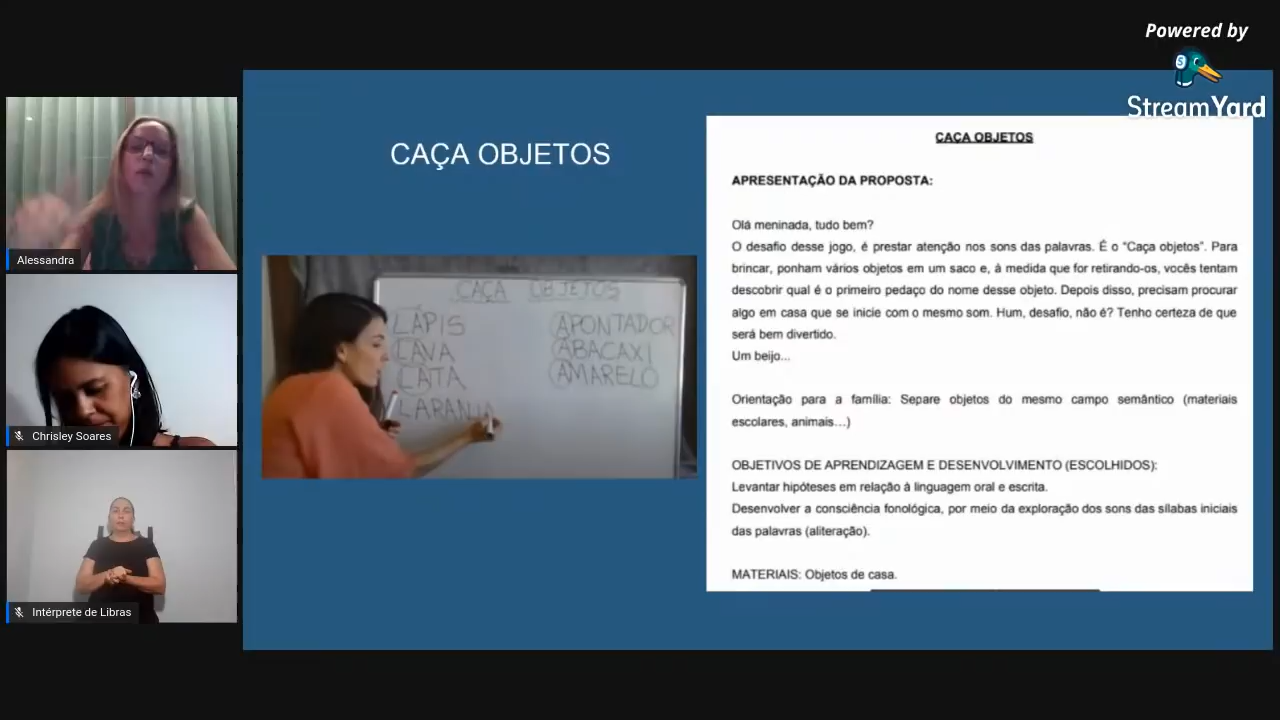 Powered by
StreamYard
CAÇA OBJETOS
CAÇA OBJETOS
APRESENTAÇÃO DA PROPOSTA:
Olá meninada, tudo bem?
O desafio desse jogo, é prestar atenção nos sons das palavras. É o “Caça objetos”. Para
brincar, ponham vários objetos em um saco e, à medida que for retirando-os, vocês tentam
descobrir qual é o primeiro pedaço do nome desse objeto. Depois disso, precisam procurar
algo em casa que se inicie com o mesmo som. Hum, desafio, não é? Tenho certeza de que
será bem divertido.
Um beijo...
Orientação para a família: Separe objetos do mesmo campo semântico (materiais
escolares, animais...)
OBJETIVOS DE APRENDIZAGEM E DESENVOLVIMENTO (ESCOLHIDOS):
Levantar hipóteses em relação à linguagem oral e escrita.
Desenvolver a consciência fonológica, por meio da exploração dos sons das sílabas iniciais
das palavras (aliteração).
MATERIAIS: Objetos de casa.
CAÇA OBJETOS
LÁPIS
LAVA
LATA
LARANJA
APONTADOR
ABACAXI
AMARELO
Alessandra
Chrisley Soares
Intérprete de Libras